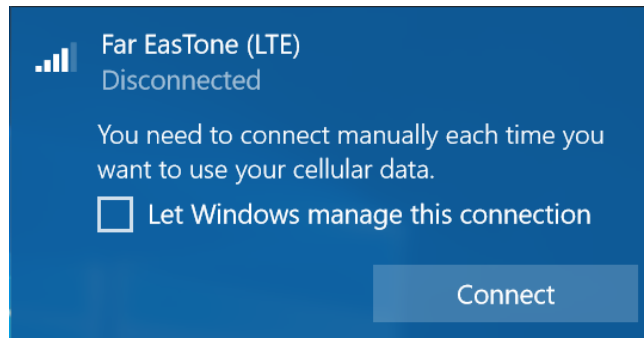 Far EasTone (LTE)
Disconnected
You need to connect manually each time you
want to use your cellular data.
Let Windows manage this connection
Connect